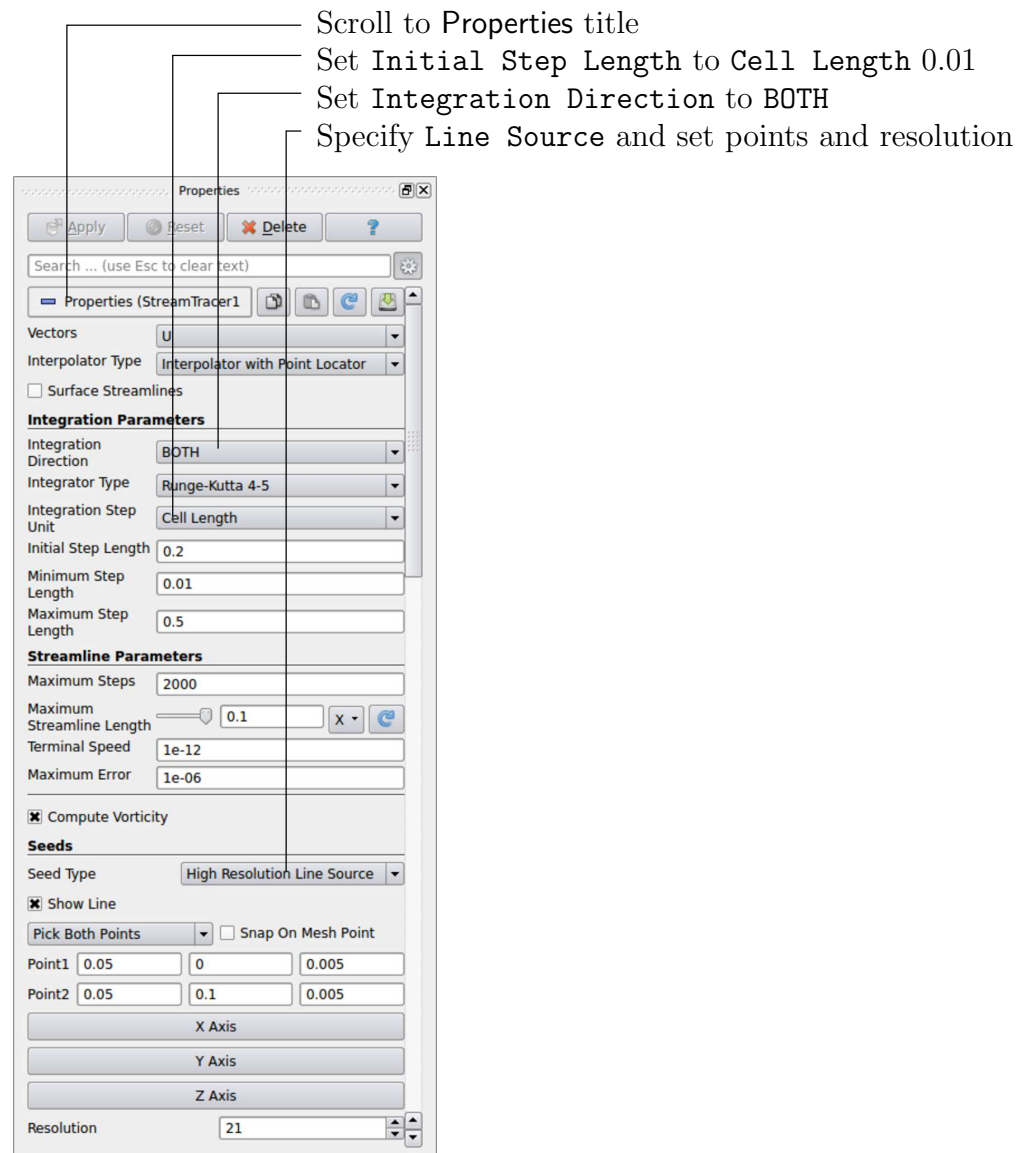 Scroll to Properties title
Set Initial Step Length to Cell Length 0.01
Set Integration Direction to BOTH
Specify Line Source and set points and resolution
Properties
Apply Reset Delete ?
Search ... (use Esc to clear text)
Properties (StreamTracer1
Vectors U
Interpolator Type Interpolator with Point Locator
Surface Streamlines
Integration Parameters
Integration
Direction BOTH
Integrator Type Runge-Kutta 4-5
Integration Step
Unit Cell Length
Initial Step Length 0.2
Minimum Step
Length 0.01
Maximum Step
Length 0.5
Streamline Parameters
Maximum Steps 2000
Maximum
Streamline Length 0.1 X
Terminal Speed 1e-12
Maximum Error 1e-06
Compute Vorticity
Seeds
Seed Type High Resolution Line Source
Show Line
Pick Both Points Snap On Mesh Point
Point1 0.05 0 0.005
Point2 0.05 0.1 0.005
X Axis
Y Axis
Z Axis
Resolution 21